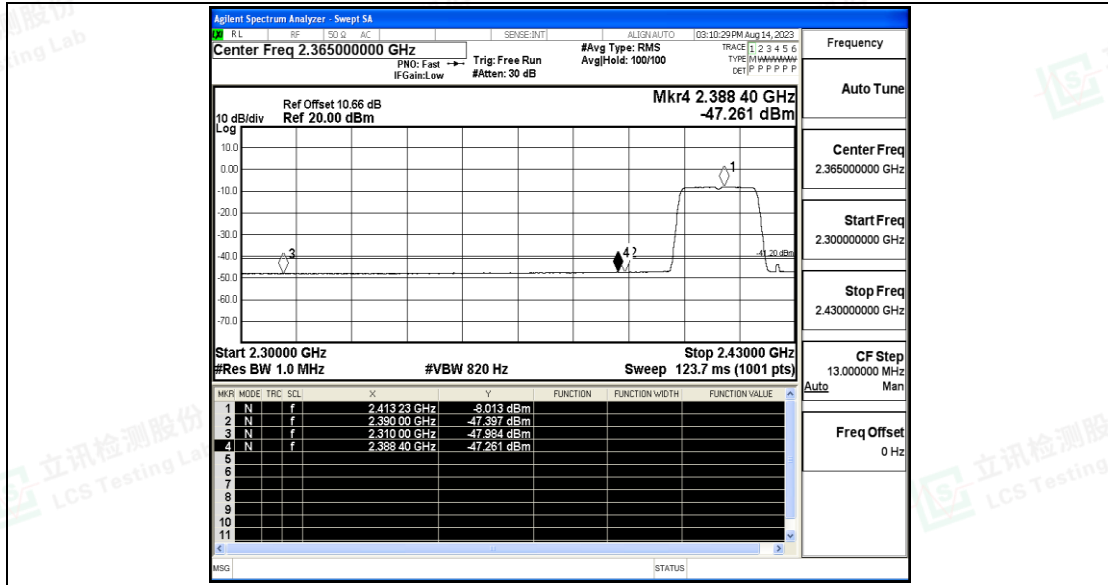 Agilent Spectrum Analyzer - Swept SA
RL RF 50 Ω AC SENSE:INT ALIGNAUTO 03:10:29 PM Aug 14, 2023
Center Freq 2.365000000 GHz
PNO: Fast
IFGain:Low
Trig: Free Run
#Atten: 30 dB
#Avg Type: RMS
Avg|Hold: 100/100
TRACE 1 2 3 4 5 6
TYPE MWWWWW
DET P P P P P P
Ref Offset 10.66 dB
10 dB/div Ref 20.00 dBm
Log
Mkr4 2.388 40 GHz
-47.261 dBm
10.0
0.00
-10.0
-20.0
-30.0
-40.0
-50.0
-60.0
-70.0
1
3
4 2
-41.20 dBm
Start 2.30000 GHz Stop 2.43000 GHz
#Res BW 1.0 MHz #VBW 820 Hz Sweep 123.7 ms (1001 pts)
MKR MODE TRC SCL X Y FUNCTION FUNCTION WIDTH FUNCTION VALUE
1 N f 2.413 23 GHz -8.013 dBm
2 N f 2.390 00 GHz -47.397 dBm
3 N f 2.310 00 GHz -47.984 dBm
4 N f 2.388 40 GHz -47.261 dBm
5
6
7
8
9
10
11
MSG STATUS
Frequency
Auto Tune
Center Freq
2.365000000 GHz
Start Freq
2.300000000 GHz
Stop Freq
2.430000000 GHz
CF Step
13.000000 MHz
Auto Man
Freq Offset
0 Hz
立讯检测股份
LCS Testing Lab
立讯检测股
LCS Testing